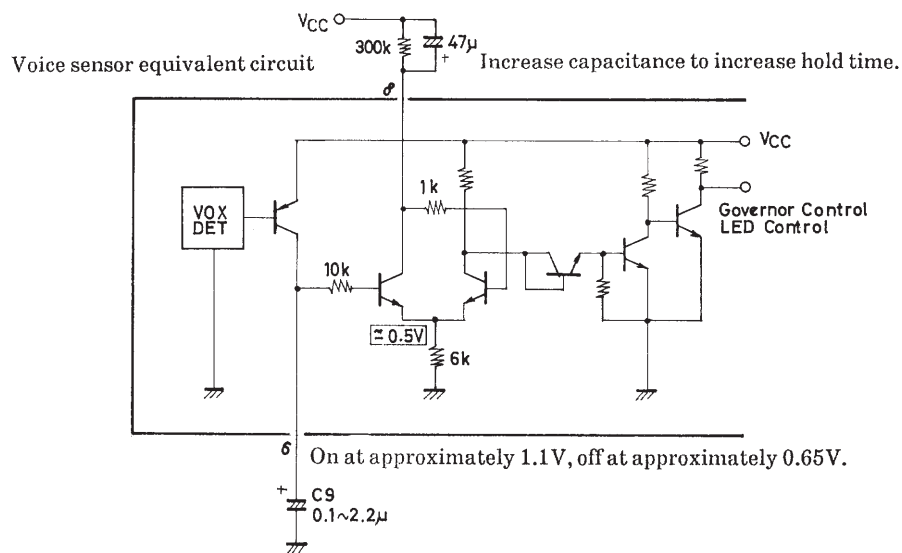 VCC
300k
47μ
+
Voice sensor equivalent circuit
Increase capacitance to increase hold time.
8
VCC
1k
VOX
DET
Governor Control
LED Control
10k
≈0.5V
6k
6
On at approximately 1.1V, off at approximately 0.65V.
+
C9
0.1~2.2μ